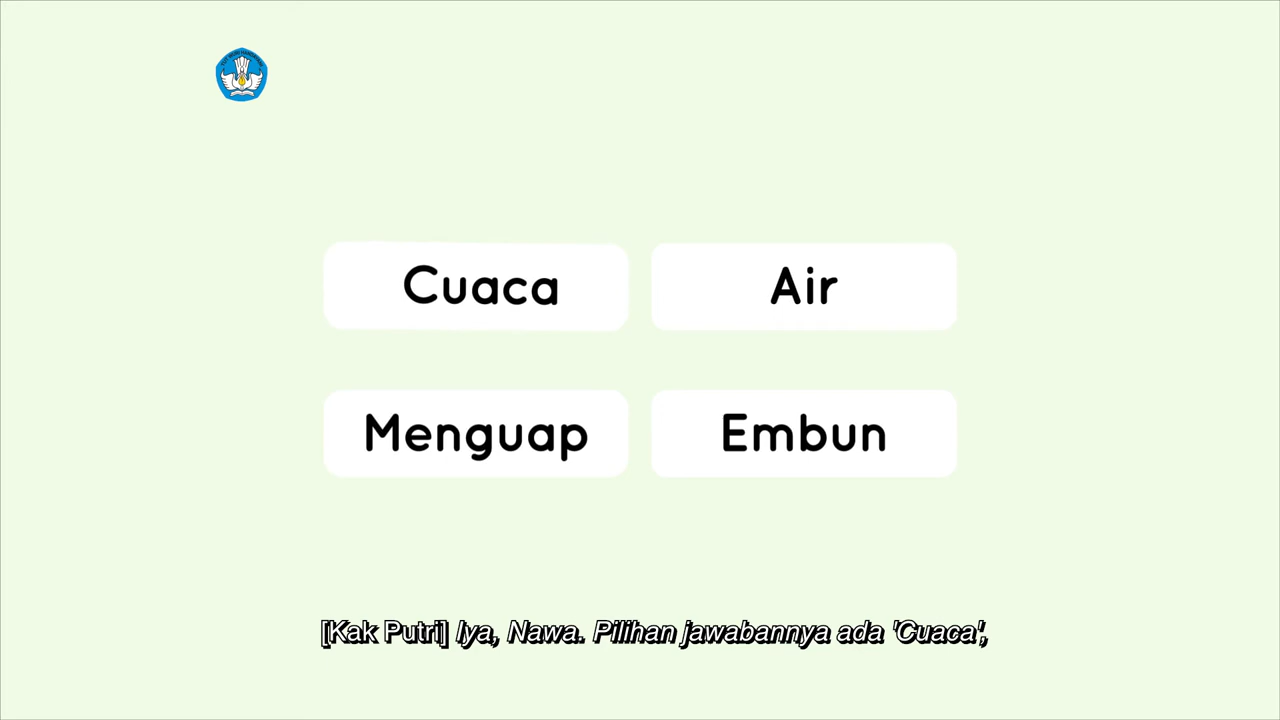 Cuaca
Air
Menguap
Embun
[Kak Putri] Iya, Nawa. Pilihan jawabannya ada 'Cuaca',